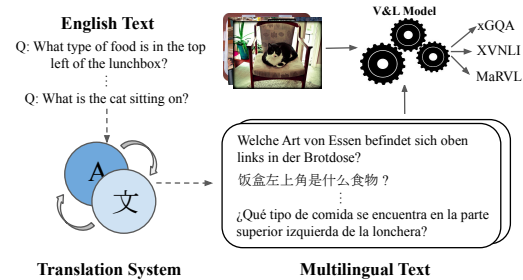 English Text
Q: What type of food is in the top
left of the lunchbox?
⋮
Q: What is the cat sitting on?
A
文
Translation System
V&L Model
xGQA
XVNLI
MaRVL
Welche Art von Essen befindet sich oben
links in der Brotdose?
饭盒左上角是什么食物 ?
⋮
¿Qué tipo de comida se encuentra en la parte
superior izquierda de la lonchera?
Multilingual Text